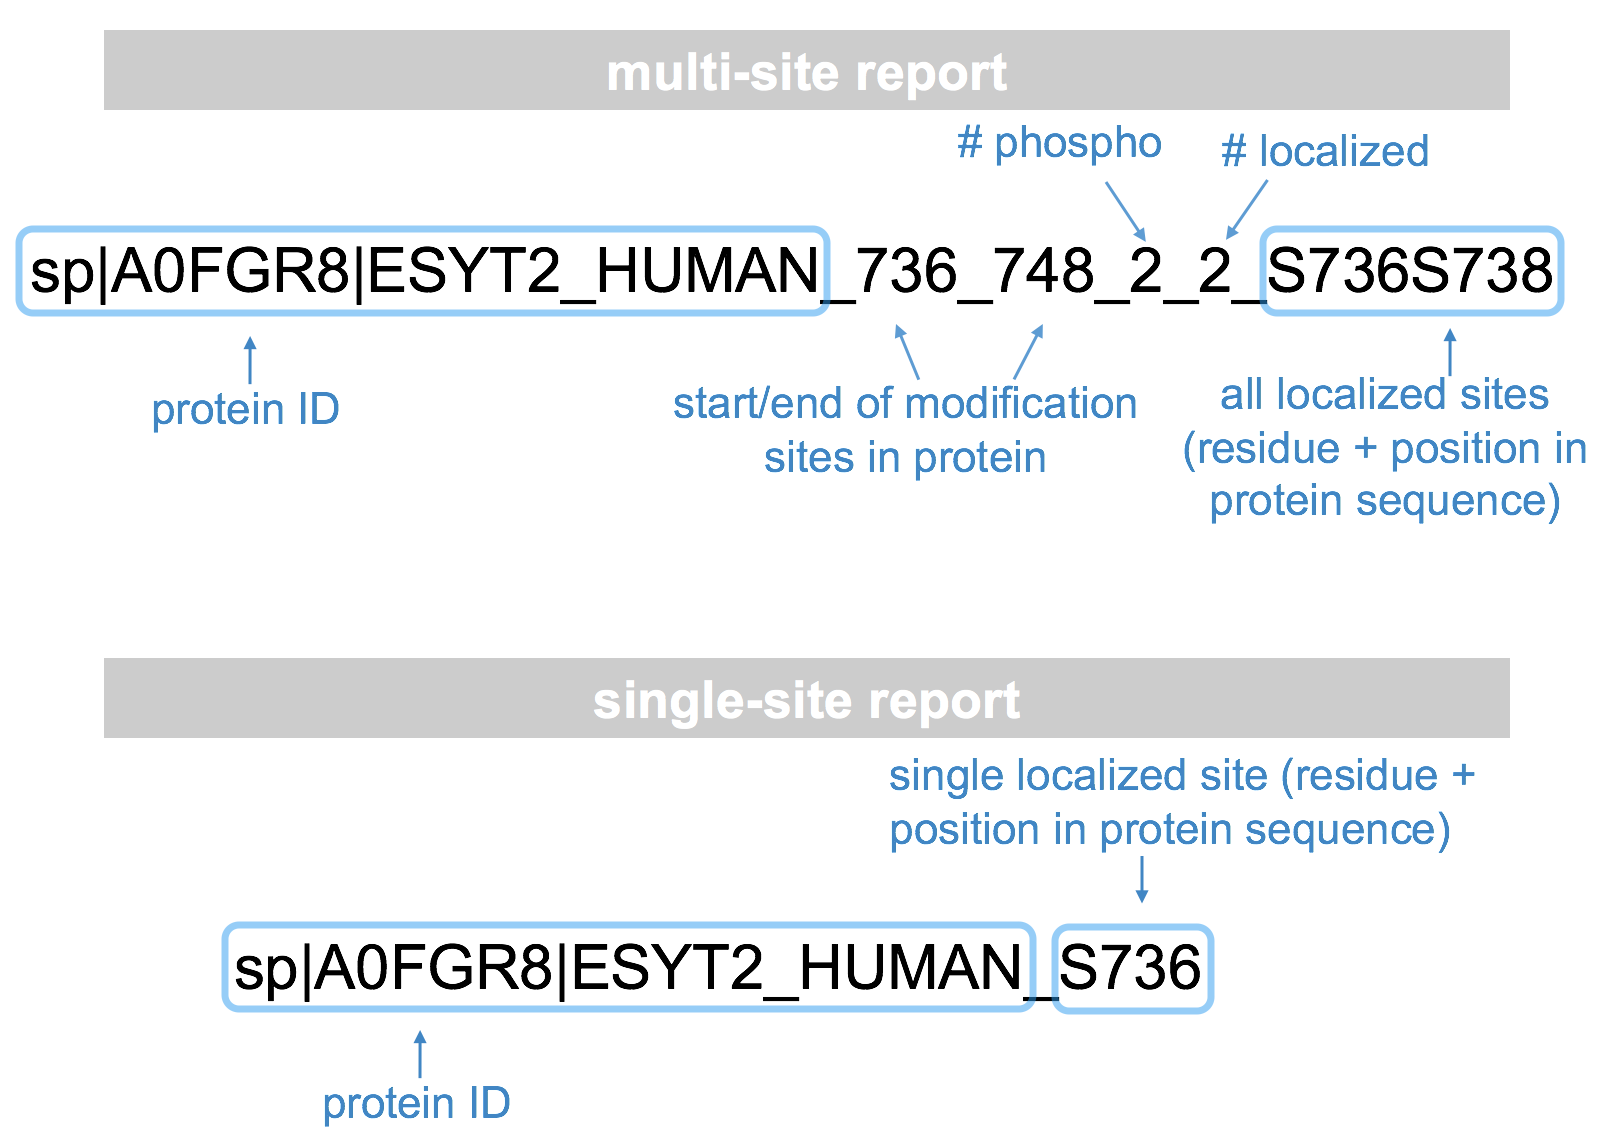 multi-site report
# phospho
# localized
sp|A0FGR8|ESYT2_HUMAN_736_748_2_2_S736S738
protein ID
start/end of modification
sites in protein
all localized sites
(residue + position in
protein sequence)
single-site report
single localized site (residue +
position in protein sequence)
sp|A0FGR8|ESYT2_HUMAN_S736
protein ID